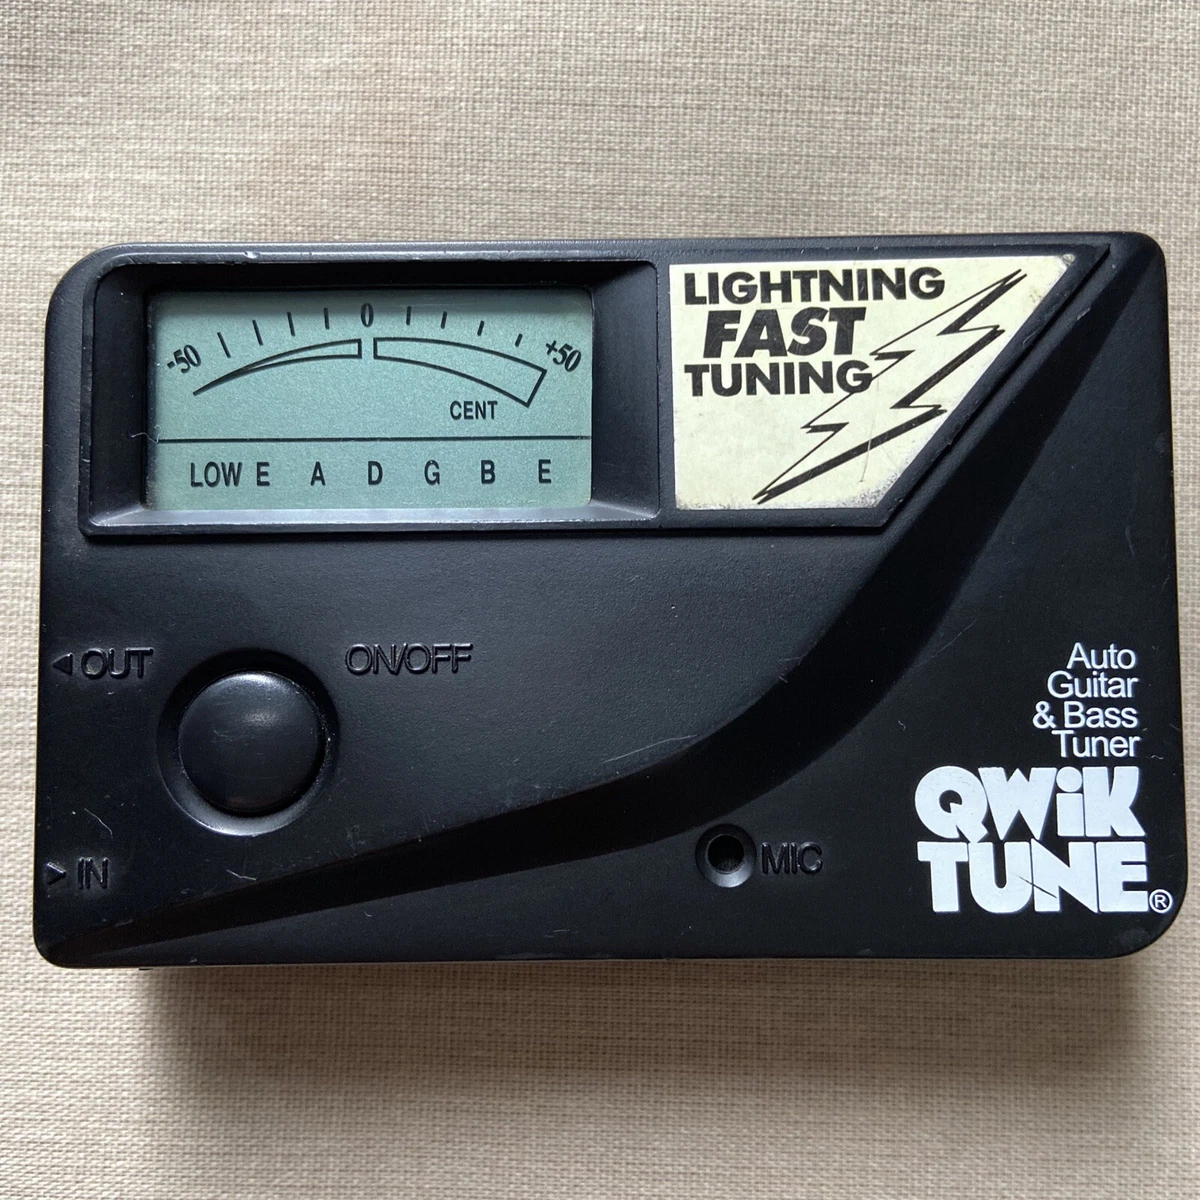 LIGHTNING
FAST
TUNING
-50 0 +50
CENT
LOW E A D G B E
OUT
ON/OFF
IN
MIC
Auto
Guitar
& Bass
Tuner
QWiK
TUNE®